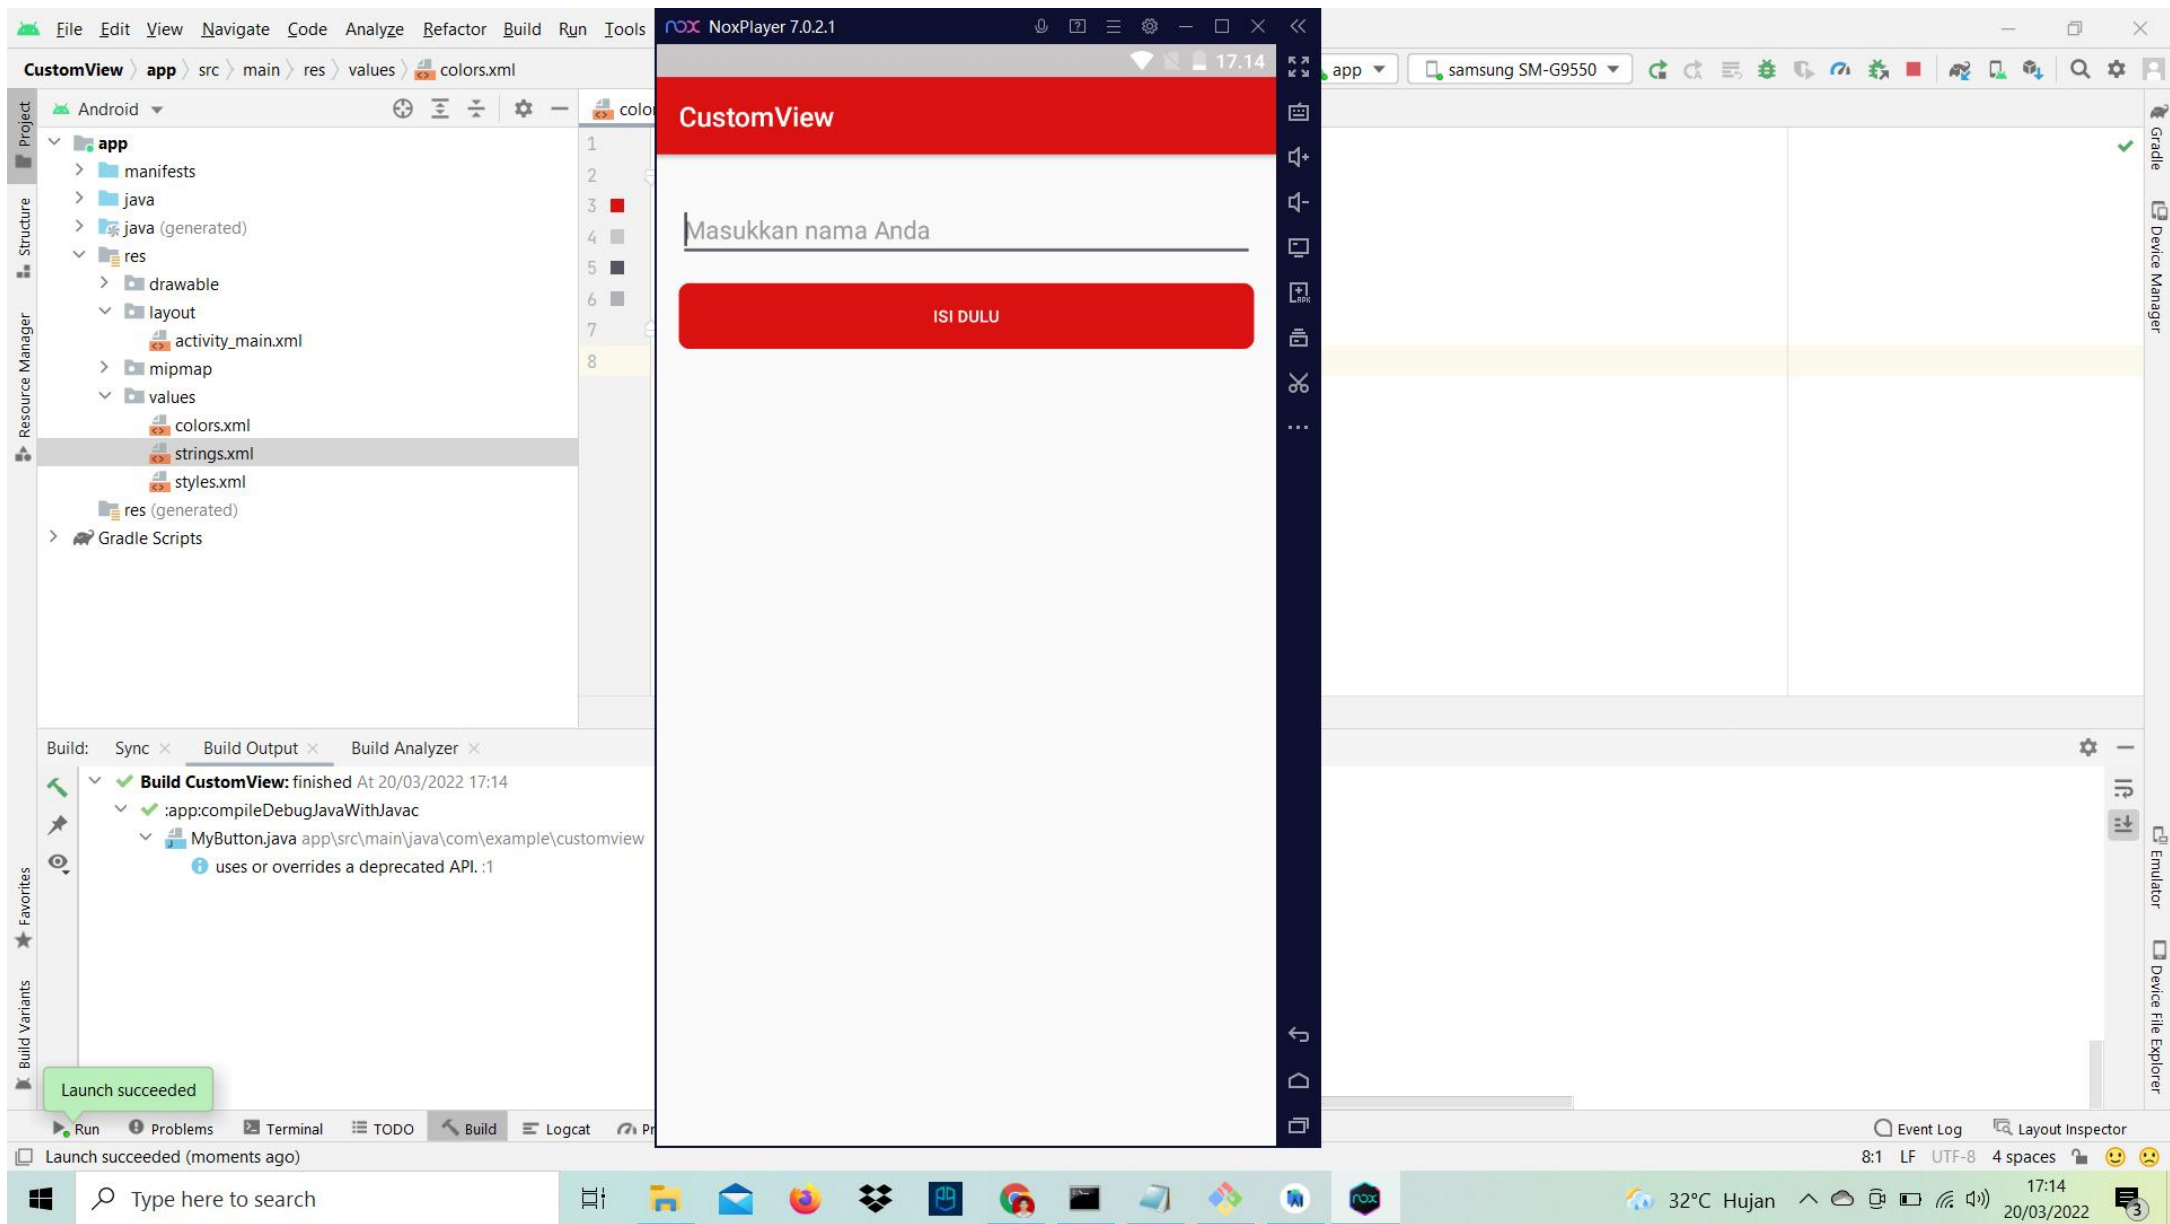 File Edit View Navigate Code Analyze Refactor Build Run Tools
nox NoxPlayer 7.0.2.1
CustomView app src main res values colors.xml
17.14
app samsung SM-G9550
Android
colo
CustomView
app
manifests
java
java (generated)
res
drawable
layout
activity_main.xml
mipmap
values
colors.xml
strings.xml
styles.xml
res (generated)
Gradle Scripts
1
2
3
4
5
6
7
8
Masukkan nama Anda
ISI DULU
APK
Project
Structure
Resource Manager
Favorites
Build Variants
Gradle
Device Manager
Emulator
Device File Explorer
Build: Sync Build Output Build Analyzer
Build CustomView: finished At 20/03/2022 17:14
:app:compileDebugJavaWithJavac
MyButton.java app\src\main\java\com\example\customview
uses or overrides a deprecated API. :1
Launch succeeded
Run Problems Terminal TODO Build Logcat Pr
Event Log Layout Inspector
Launch succeeded (moments ago)
8:1 LF UTF-8 4 spaces
Type here to search
32°C Hujan
17:14
20/03/2022
3